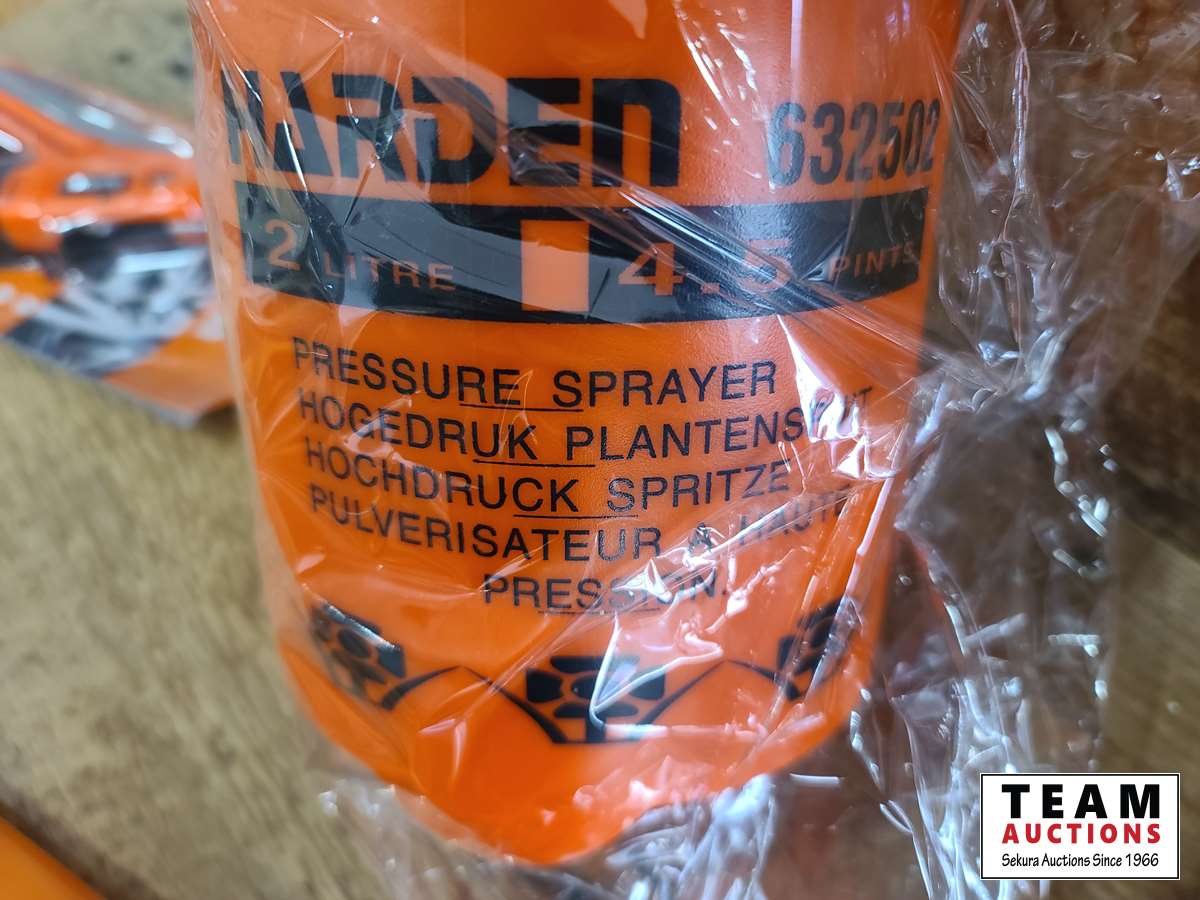 HARDEN 632502
2 LITRE 4.5 PINTS
PRESSURE SPRAYER
HOGEDRUK
HOCHDRUCK SPRITZE
PULVERISATEUR A HAUTE
PRESSION.
TEAM
AUCTIONS
Sekura Auctions Since 1966